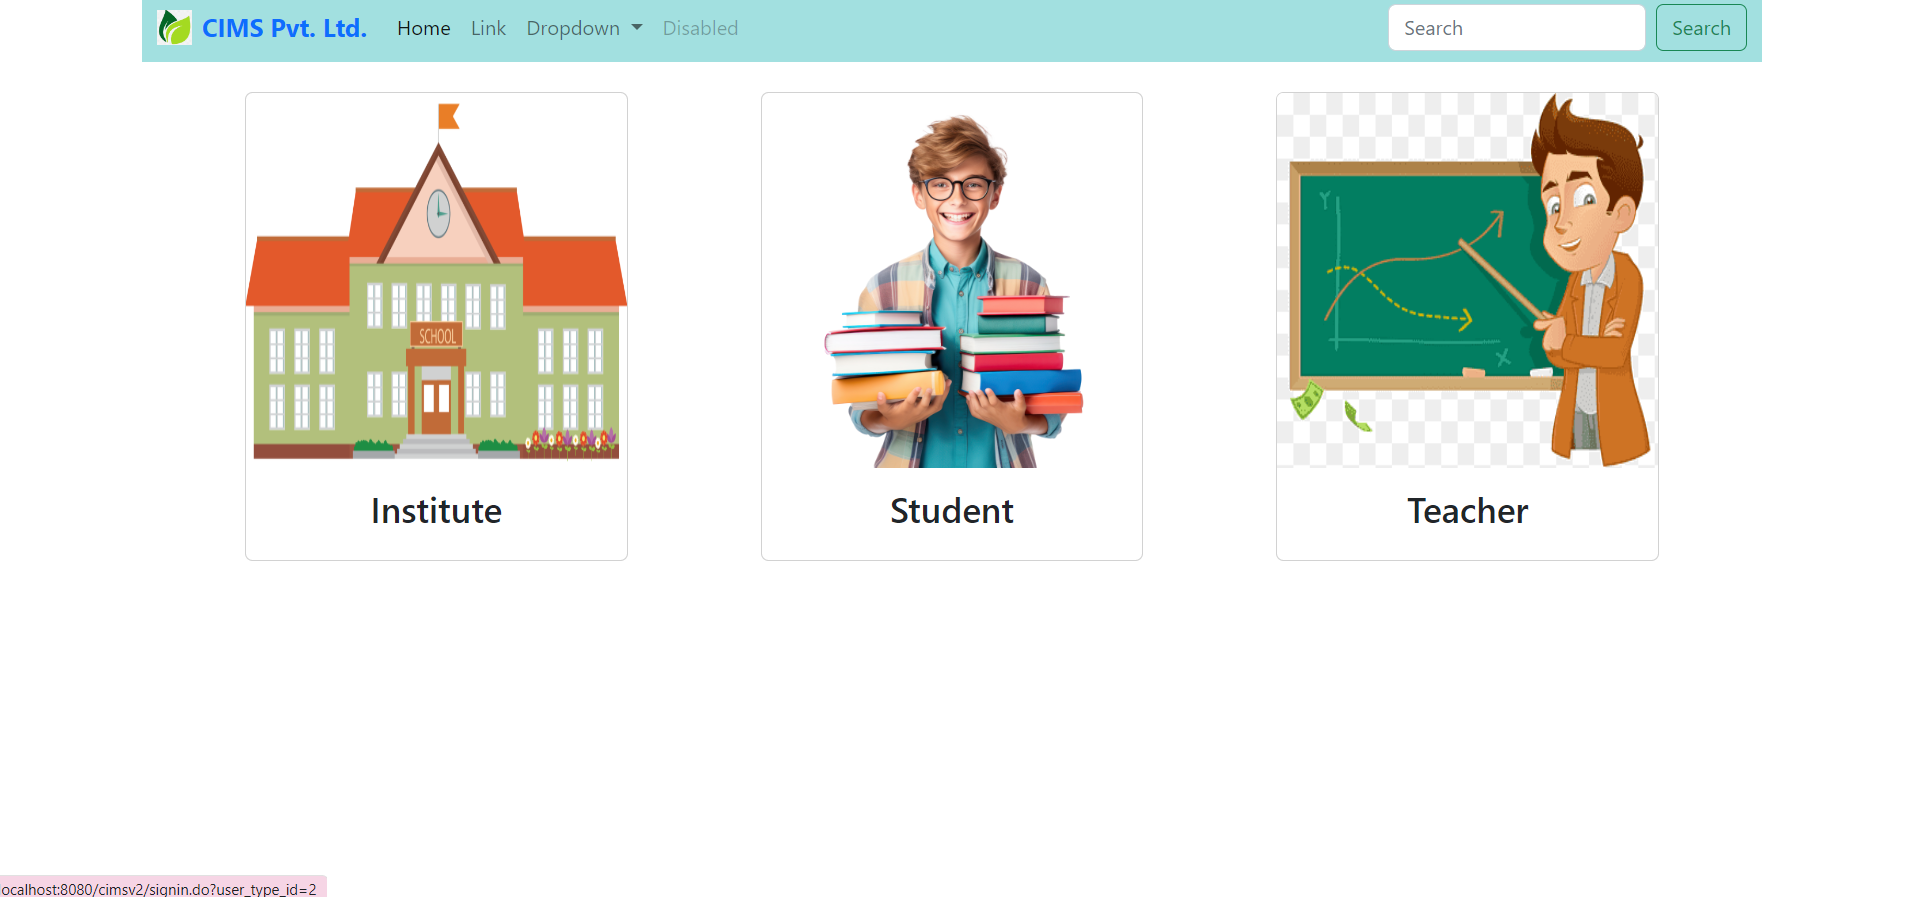 CIMS Pvt. Ltd. Home Link Dropdown Disabled Search Search
SCHOOL
Y
X
Institute Student Teacher
localhost:8080/cimsv2/signin.do?user_type_id=2